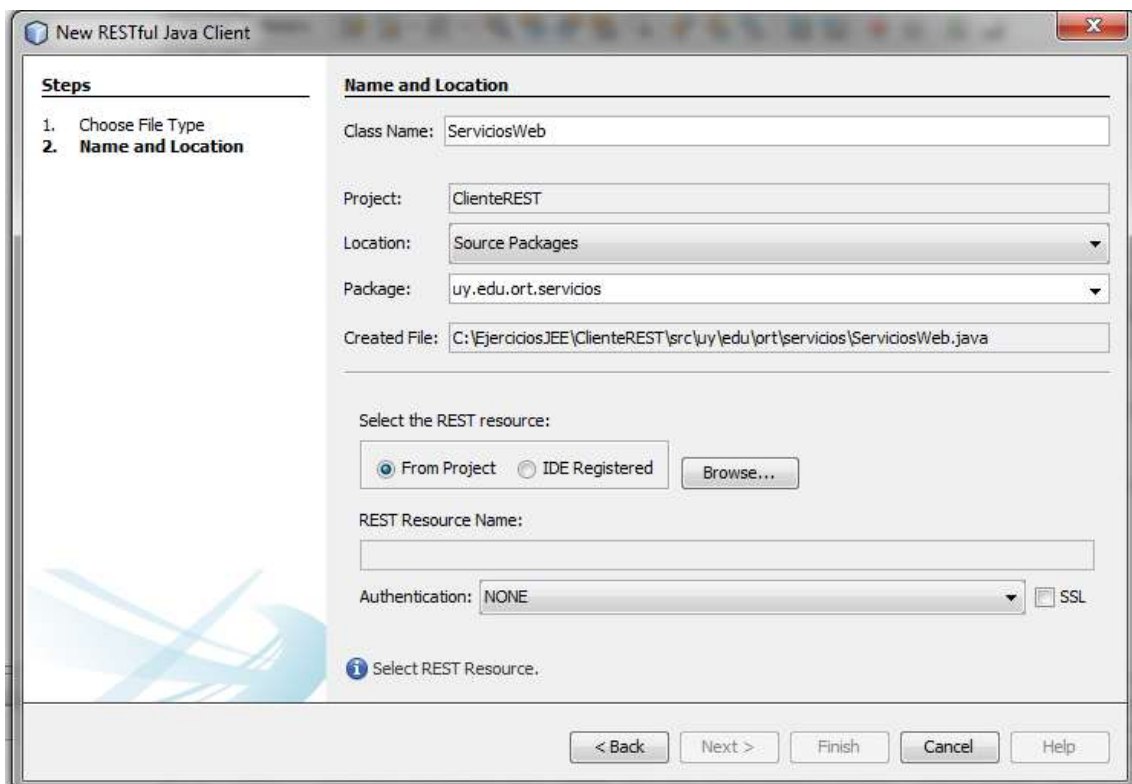 New RESTful Java Client
Steps
1. Choose File Type
2. Name and Location
Name and Location
Class Name: ServiciosWeb
Project: ClienteREST
Location: Source Packages
Package: uy.edu.ort.servicios
Created File: C:\EjerciciosJEE\ClienteREST\src\uy\edu\ort\servicios\ServiciosWeb.java
Select the REST resource:
From Project IDE Registered Browse...
REST Resource Name:
Authentication: NONE SSL
Select REST Resource.
< Back Next > Finish Cancel Help